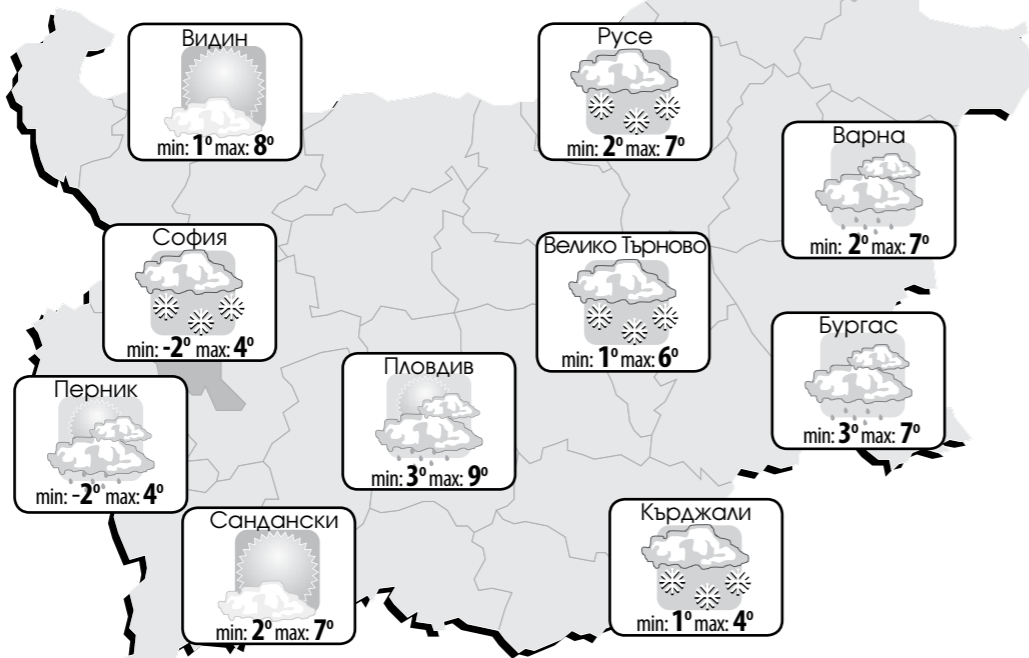 Видин
min: 1° max: 8°
Русе
min: 2° max: 7°
Варна
min: 2° max: 7°
София
min: -2° max: 4°
Велико Търново
min: 1° max: 6°
Бургас
min: 3° max: 7°
Пловдив
min: 3° max: 9°
Перник
min: -2° max: 4°
Сандански
min: 2° max: 7°
Кърджали
min: 1° max: 4°